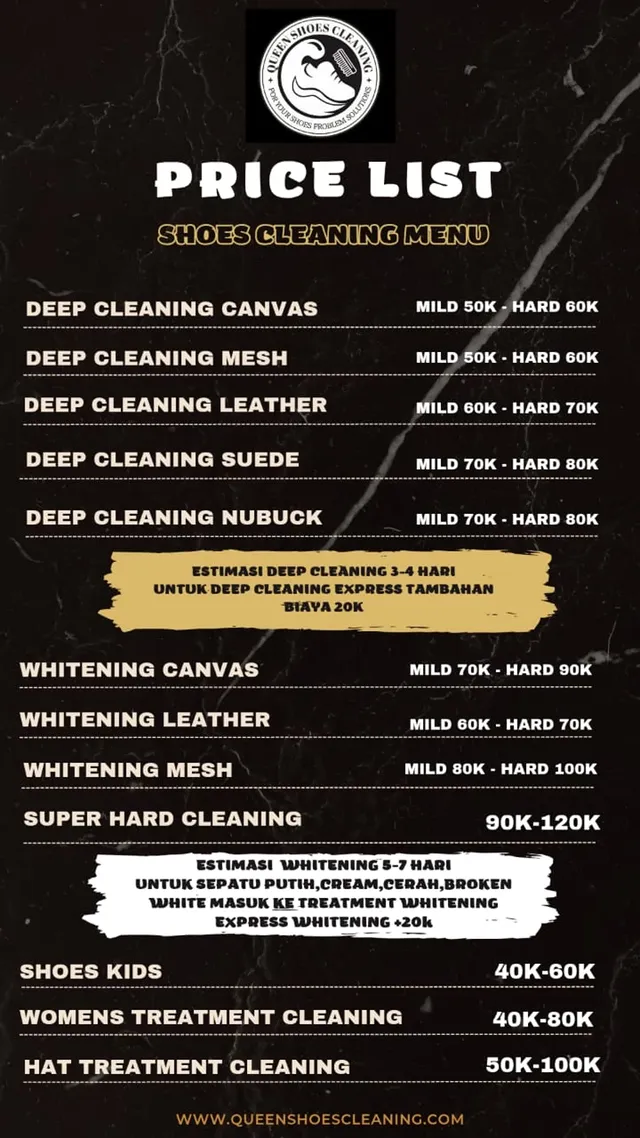 QUEEN SHOES CLEANING
FOR YOUR SHOES PROBLEM SOLUTIONS
PRICE LIST
SHOES CLEANING MENU
DEEP CLEANING CANVAS MILD 50K - HARD 60K
DEEP CLEANING MESH MILD 50K - HARD 60K
DEEP CLEANING LEATHER MILD 60K - HARD 70K
DEEP CLEANING SUEDE MILD 70K - HARD 80K
DEEP CLEANING NUBUCK MILD 70K - HARD 80K
ESTIMASI DEEP CLEANING 3-4 HARI
UNTUK DEEP CLEANING EXPRESS TAMBAHAN
BIAYA 20K
WHITENING CANVAS MILD 70K - HARD 90K
WHITENING LEATHER MILD 60K - HARD 70K
WHITENING MESH MILD 80K - HARD 100K
SUPER HARD CLEANING 90K-120K
ESTIMASI WHITENING 5-7 HARI
UNTUK SEPATU PUTIH,CREAM,CERAH,BROKEN
WHITE MASUK KE TREATMENT WHITENING
EXPRESS WHITENING +20k
SHOES KIDS 40K-60K
WOMENS TREATMENT CLEANING 40K-80K
HAT TREATMENT CLEANING 50K-100K
WWW.QUEENSHOESCLEANING.COM